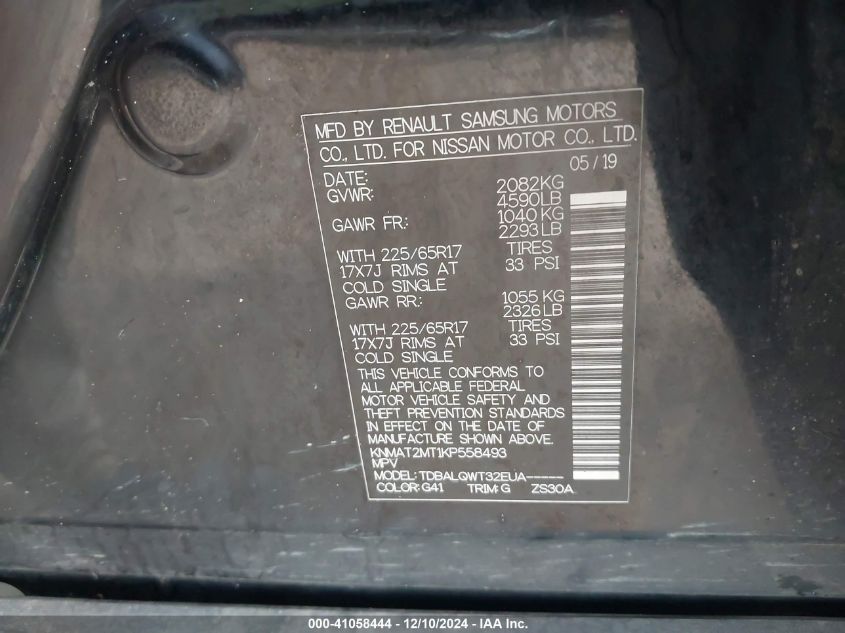 MFD BY RENAULT SAMSUNG MOTORS
CO., LTD. FOR NISSAN MOTOR CO., LTD.
DATE: 05/19
GVWR: 2082KG
4590LB
GAWR FR: 1040KG
2293LB
WITH 225/65R17 TIRES
17X7J RIMS AT 33 PSI
COLD SINGLE
GAWR RR: 1055KG
2326LB
WITH 225/65R17 TIRES
17X7J RIMS AT 33 PSI
COLD SINGLE
THIS VEHICLE CONFORMS TO
ALL APPLICABLE FEDERAL
MOTOR VEHICLE SAFETY AND
THEFT PREVENTION STANDARDS
IN EFFECT ON THE DATE OF
MANUFACTURE SHOWN ABOVE.
KNMAT2MT1KP558493
MPV
MODEL: TDBALQWT32EUA------
COLOR: G41 TRIM: G ZS30A
000-41058444 - 12/10/2024 - IAA Inc.